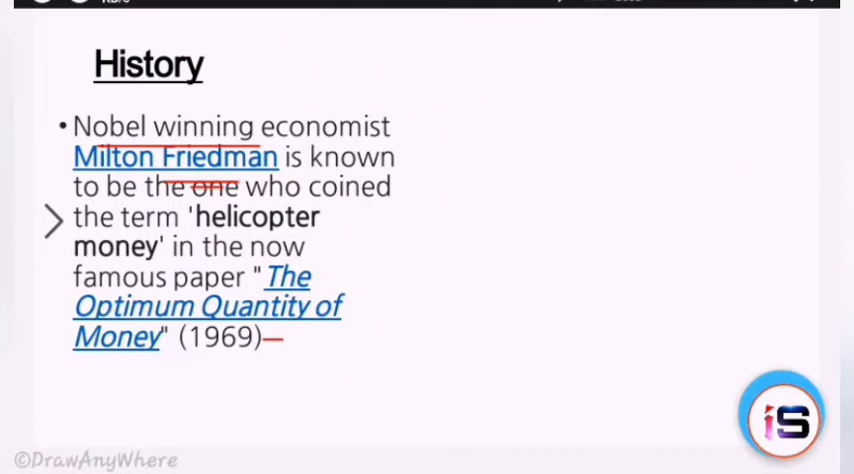 History
• Nobel winning economist
Milton Friedman is known
to be the one who coined
the term 'helicopter
money' in the now
famous paper "The
Optimum Quantity of
Money" (1969)
iS
©DrawAnyWhere